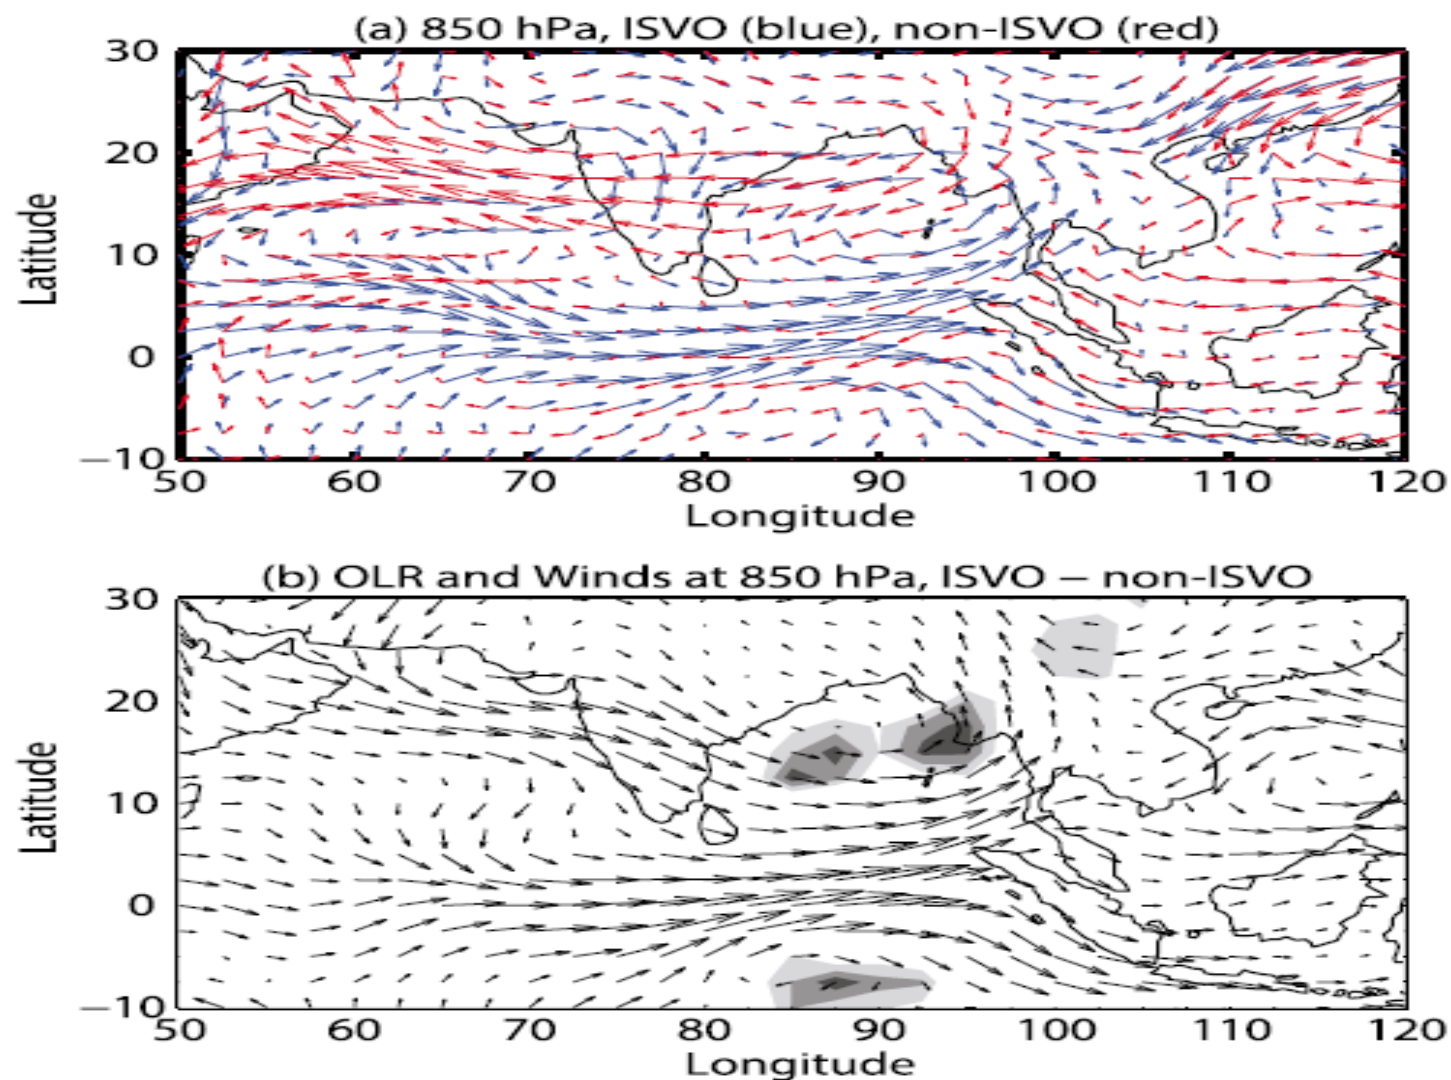 (a) 850 hPa, ISVO (blue), non-ISVO (red)
30
20
10
0
−10
Latitude
50 60 70 80 90 100 110 120
Longitude
(b) OLR and Winds at 850 hPa, ISVO − non-ISVO
30
20
10
0
−10
Latitude
50 60 70 80 90 100 110 120
Longitude